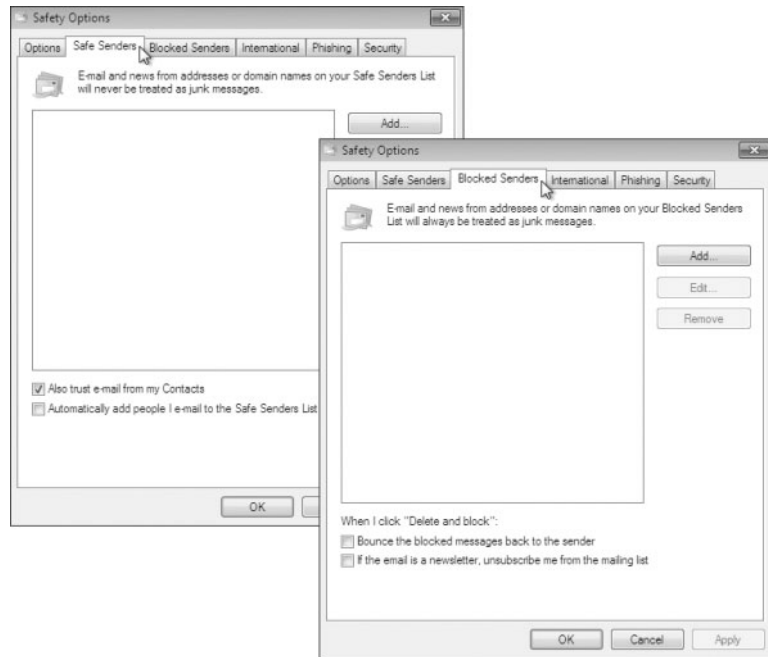 Safety Options
Options Safe Senders Blocked Senders International Phishing Security
E-mail and news from addresses or domain names on your Safe Senders List
will never be treated as junk messages.
Add...
Also trust e-mail from my Contacts
Automatically add people I e-mail to the Safe Senders List
OK
Safety Options
Options Safe Senders Blocked Senders International Phishing Security
E-mail and news from addresses or domain names on your Blocked Senders
List will always be treated as junk messages.
Add...
Edit...
Remove
When I click "Delete and block":
Bounce the blocked messages back to the sender
If the email is a newsletter, unsubscribe me from the mailing list
OK Cancel Apply